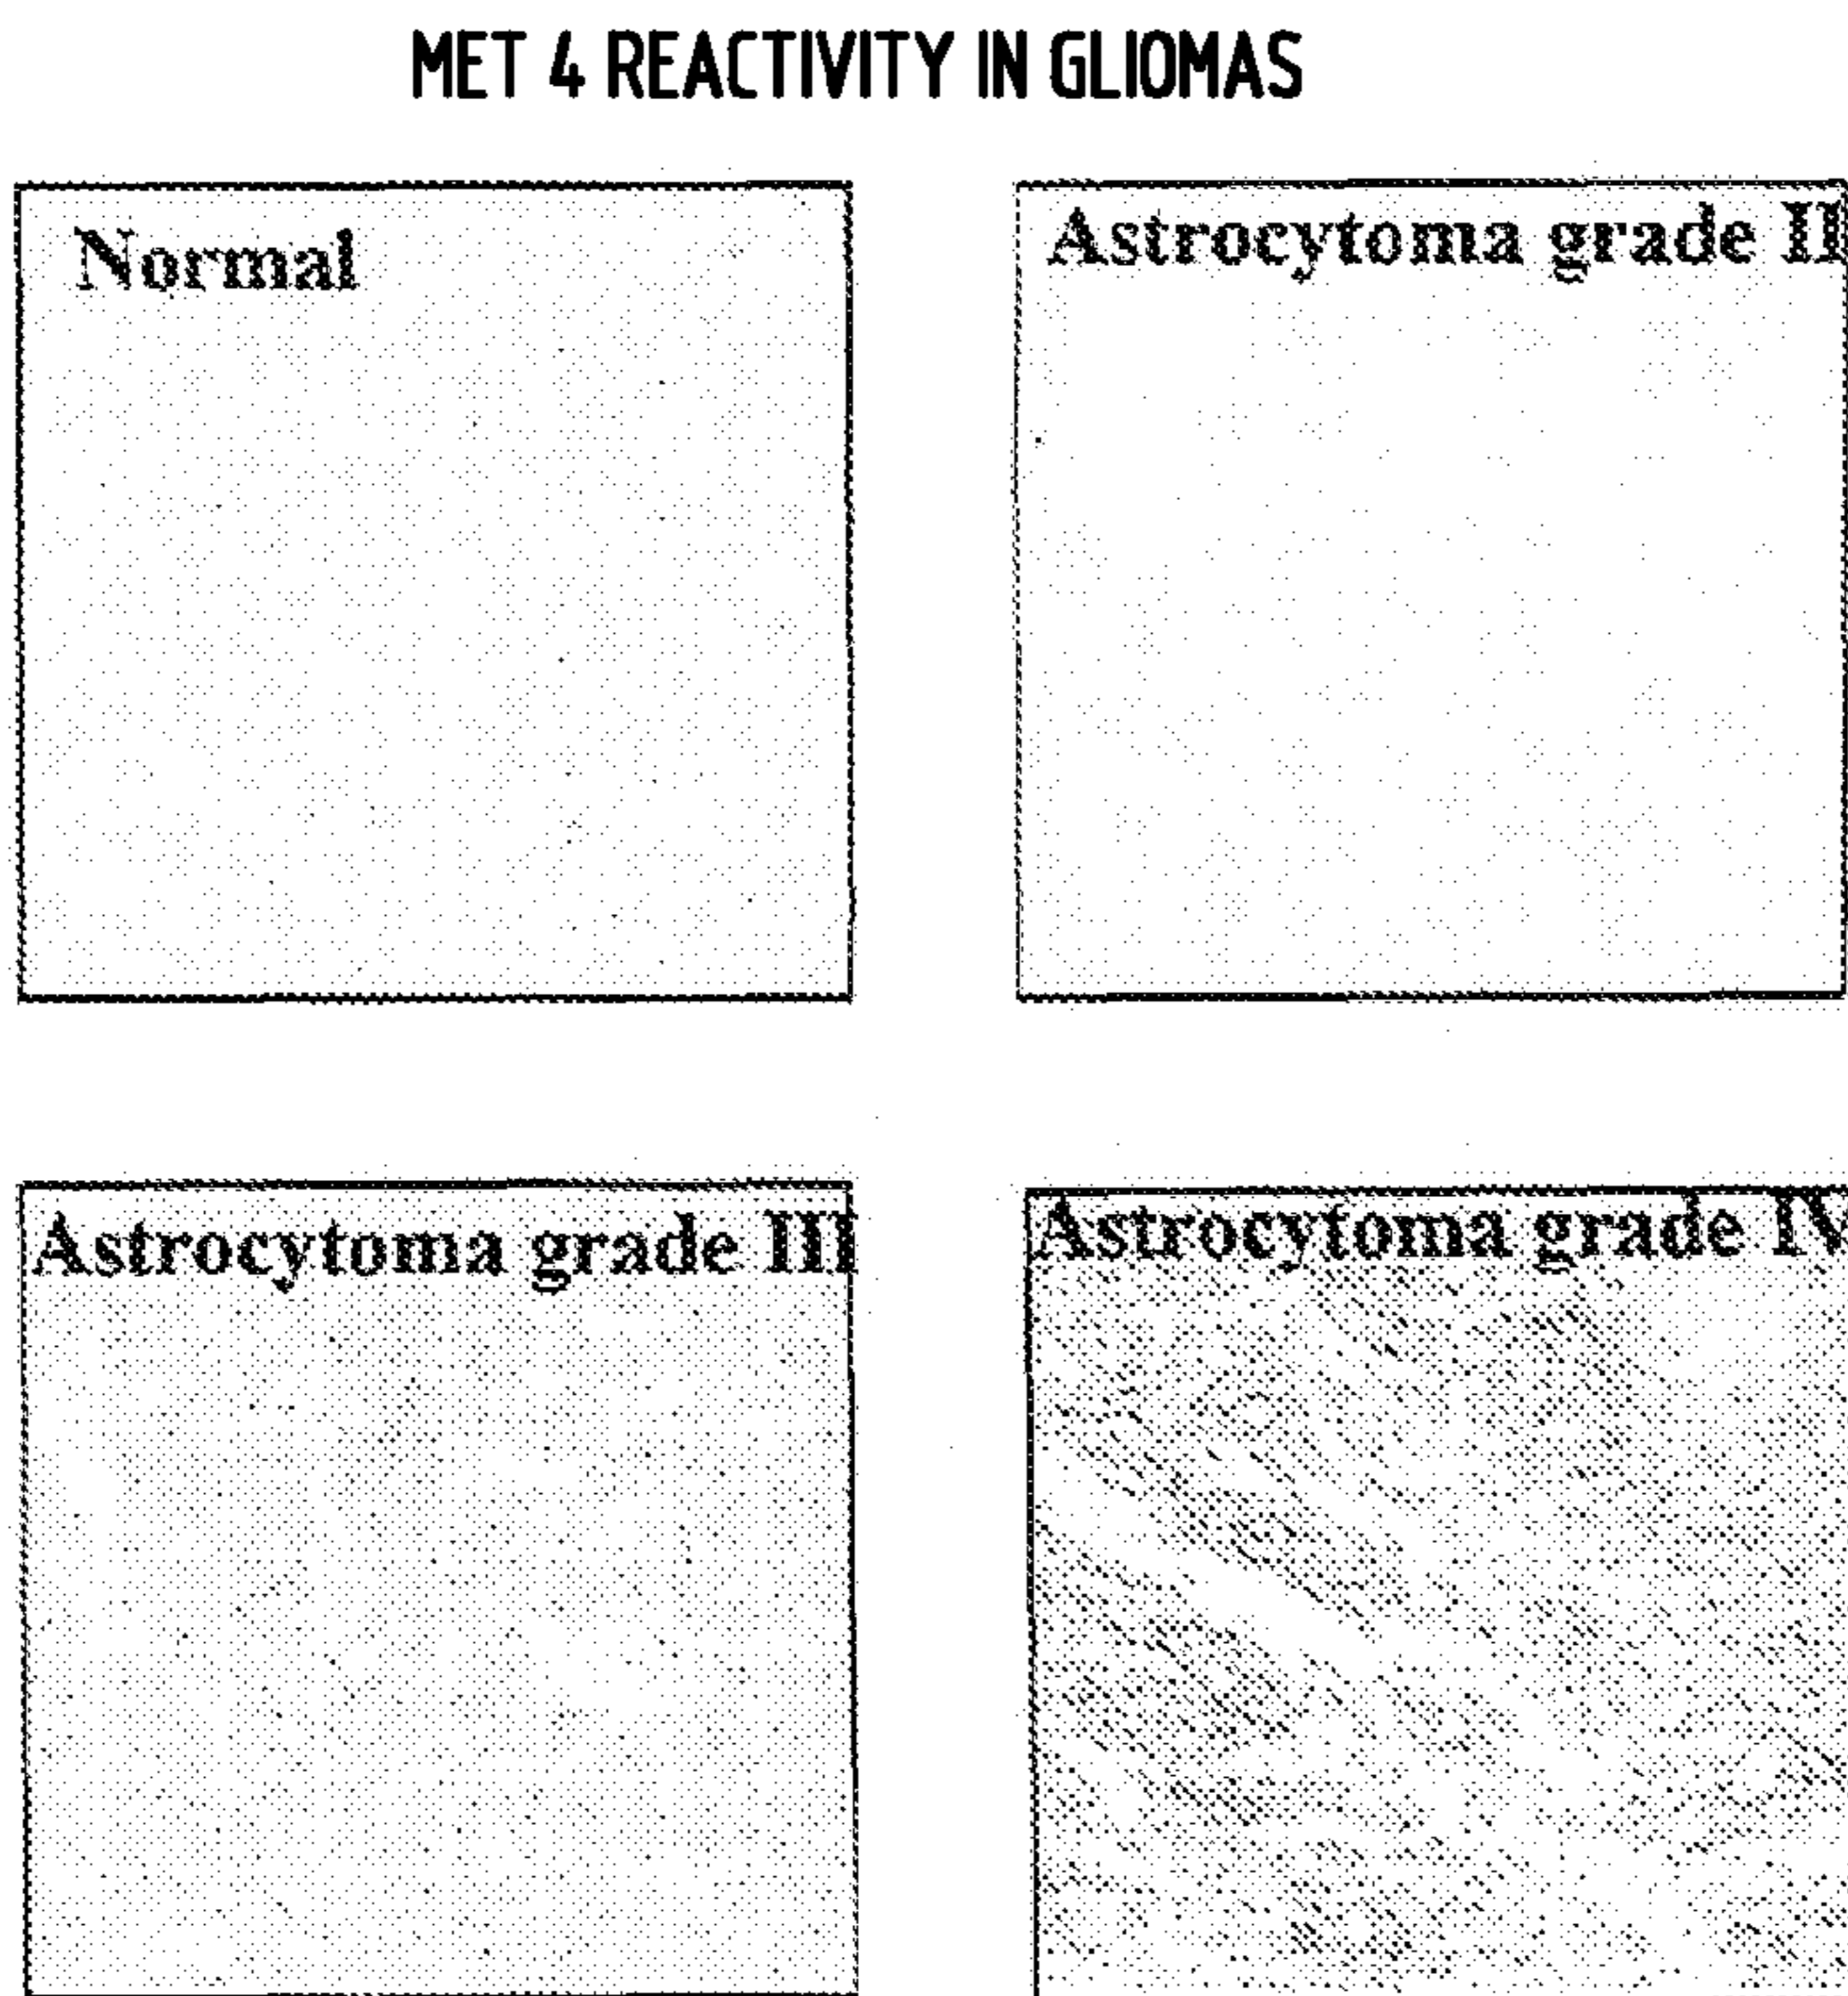 MET 4 REACTIVITY IN GLIOMAS
Normal
Astrocytoma grade II
Astrocytoma grade III
Astrocytoma grade IV